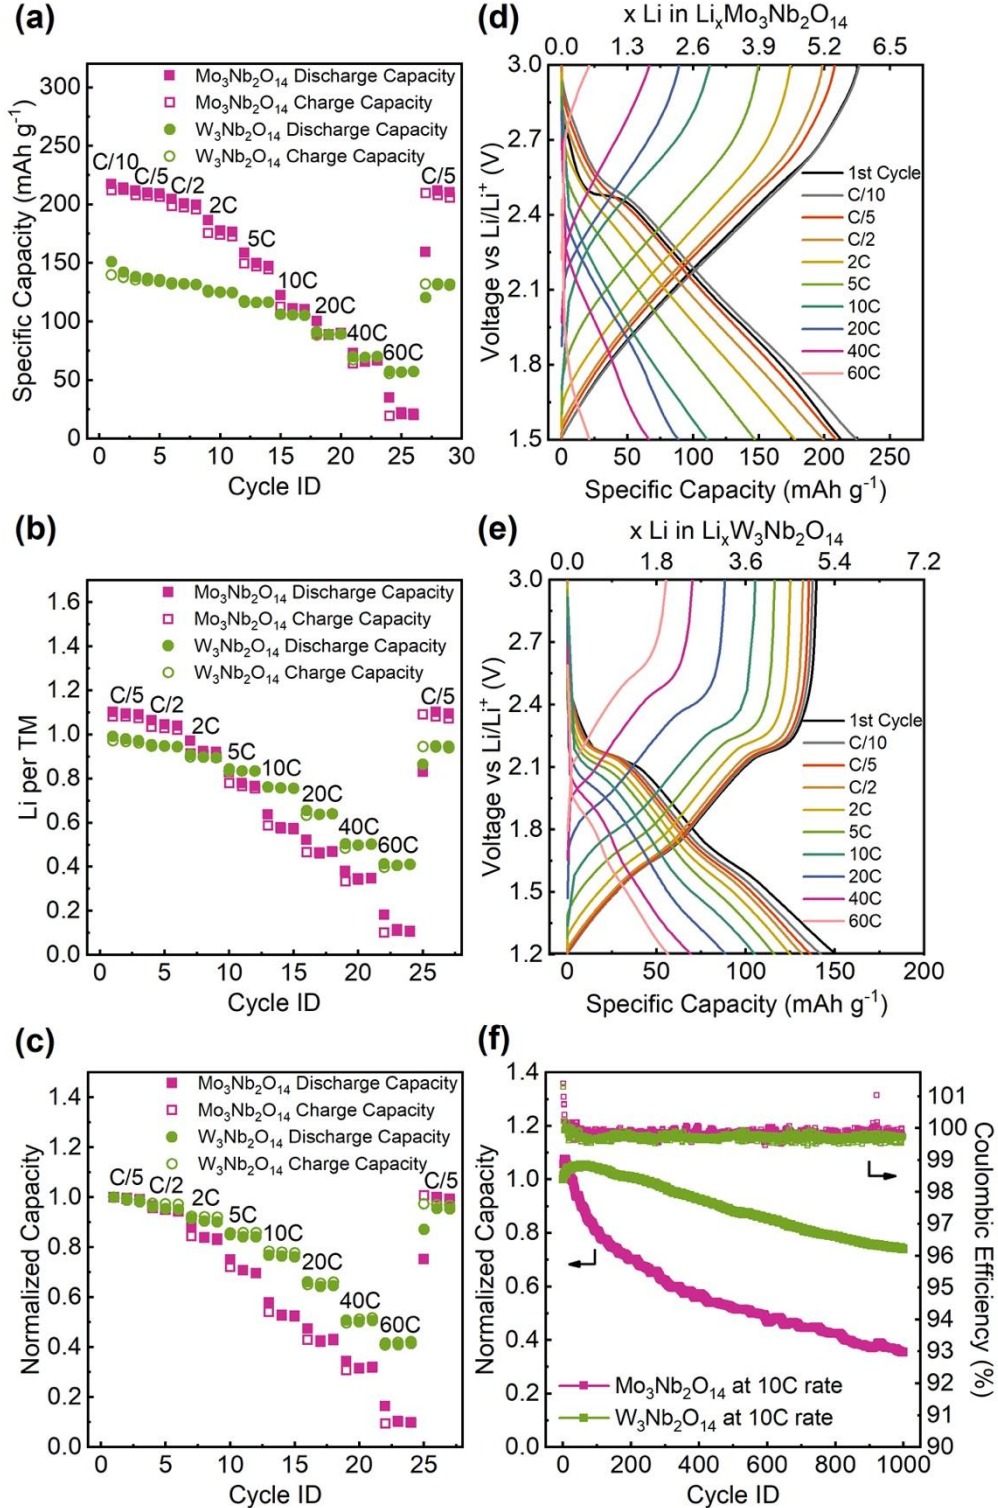 (a)
Mo₃Nb₂O₁₄ Discharge Capacity
Mo₃Nb₂O₁₄ Charge Capacity
W₃Nb₂O₁₄ Discharge Capacity
W₃Nb₂O₁₄ Charge Capacity
C/10 C/5 C/2 2C 5C 10C 20C 40C 60C C/5
300
250
200
150
100
50
0
Specific Capacity (mAh g⁻¹)
0 5 10 15 20 25 30
Cycle ID
(d)
x Li in LiₓMo₃Nb₂O₁₄
0.0 1.3 2.6 3.9 5.2 6.5
3.0
2.7
2.4
2.1
1.8
1.5
Voltage vs Li/Li⁺ (V)
1st Cycle
C/10
C/5
C/2
2C
5C
10C
20C
40C
60C
0 50 100 150 200 250
Specific Capacity (mAh g⁻¹)
(b)
Mo₃Nb₂O₁₄ Discharge Capacity
Mo₃Nb₂O₁₄ Charge Capacity
W₃Nb₂O₁₄ Discharge Capacity
W₃Nb₂O₁₄ Charge Capacity
C/5 C/2 2C 5C 10C 20C 40C 60C C/5
1.6
1.4
1.2
1.0
0.8
0.6
0.4
0.2
0.0
Li per TM
0 5 10 15 20 25
Cycle ID
(e)
x Li in LiₓW₃Nb₂O₁₄
0.0 1.8 3.6 5.4 7.2
3.0
2.7
2.4
2.1
1.8
1.5
1.2
Voltage vs Li/Li⁺ (V)
1st Cycle
C/10
C/5
C/2
2C
5C
10C
20C
40C
60C
0 50 100 150 200
Specific Capacity (mAh g⁻¹)
(c)
Mo₃Nb₂O₁₄ Discharge Capacity
Mo₃Nb₂O₁₄ Charge Capacity
W₃Nb₂O₁₄ Discharge Capacity
W₃Nb₂O₁₄ Charge Capacity
C/5 C/2 2C 5C 10C 20C 40C 60C C/5
1.4
1.2
1.0
0.8
0.6
0.4
0.2
0.0
Normalized Capacity
0 5 10 15 20 25
Cycle ID
(f)
1.4
1.2
1.0
0.8
0.6
0.4
0.2
0.0
Normalized Capacity
101
100
99
98
97
96
95
94
93
92
91
90
Coulombic Efficiency (%)
Mo₃Nb₂O₁₄ at 10C rate
W₃Nb₂O₁₄ at 10C rate
0 200 400 600 800 1000
Cycle ID